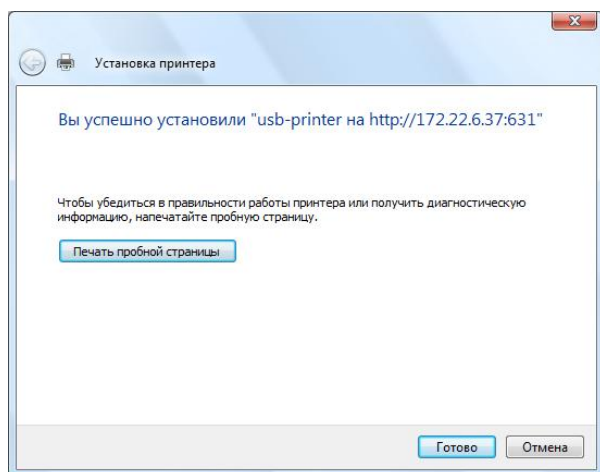 Установка принтера
Вы успешно установили "usb-printer на http://172.22.6.37:631"
Чтобы убедиться в правильности работы принтера или получить диагностическую
информацию, напечатайте пробную страницу.
Печать пробной страницы
Готово
Отмена